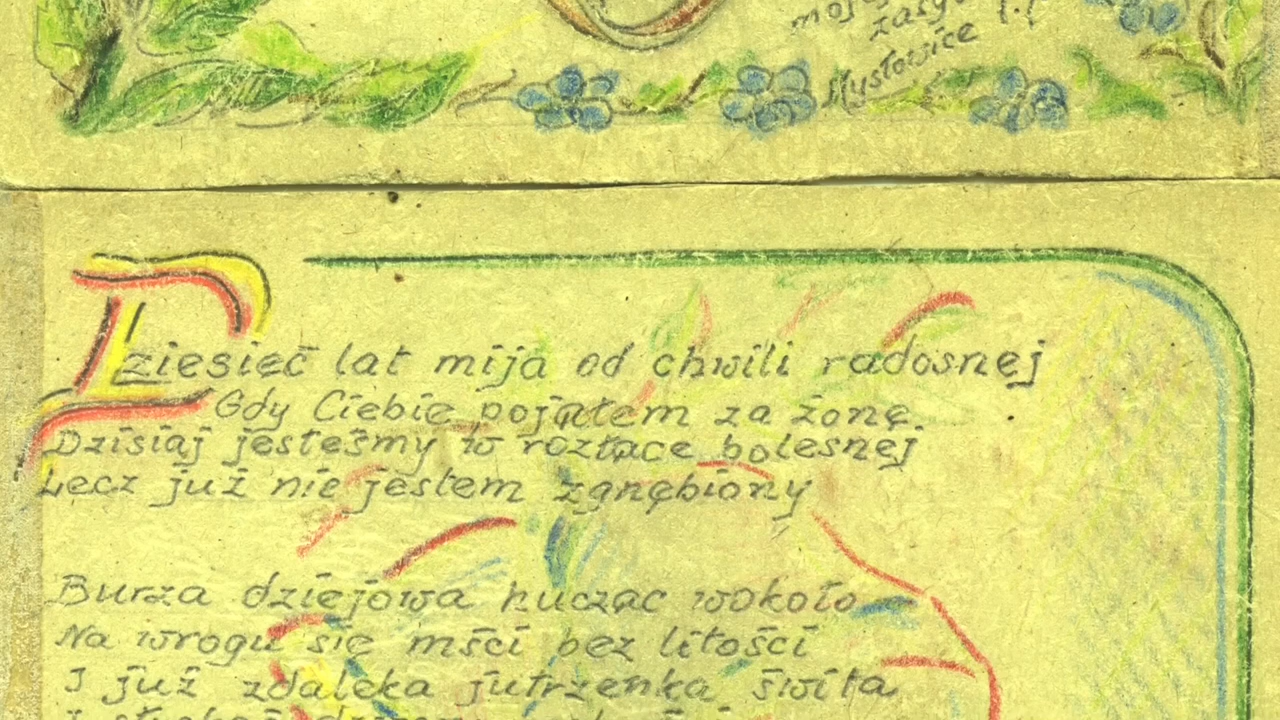 Mysłowice
Dziesięć lat mija od chwili radosnej
Gdy Ciebie pojąłem za żonę.
Dzisiaj jesteśmy w rozłące bolesnej
Lecz już nie jestem zgnębiony
Burza dziejowa hucząc wokoło
Na wrogu się mści bez litości
I już zdaleka jutrzenka świta